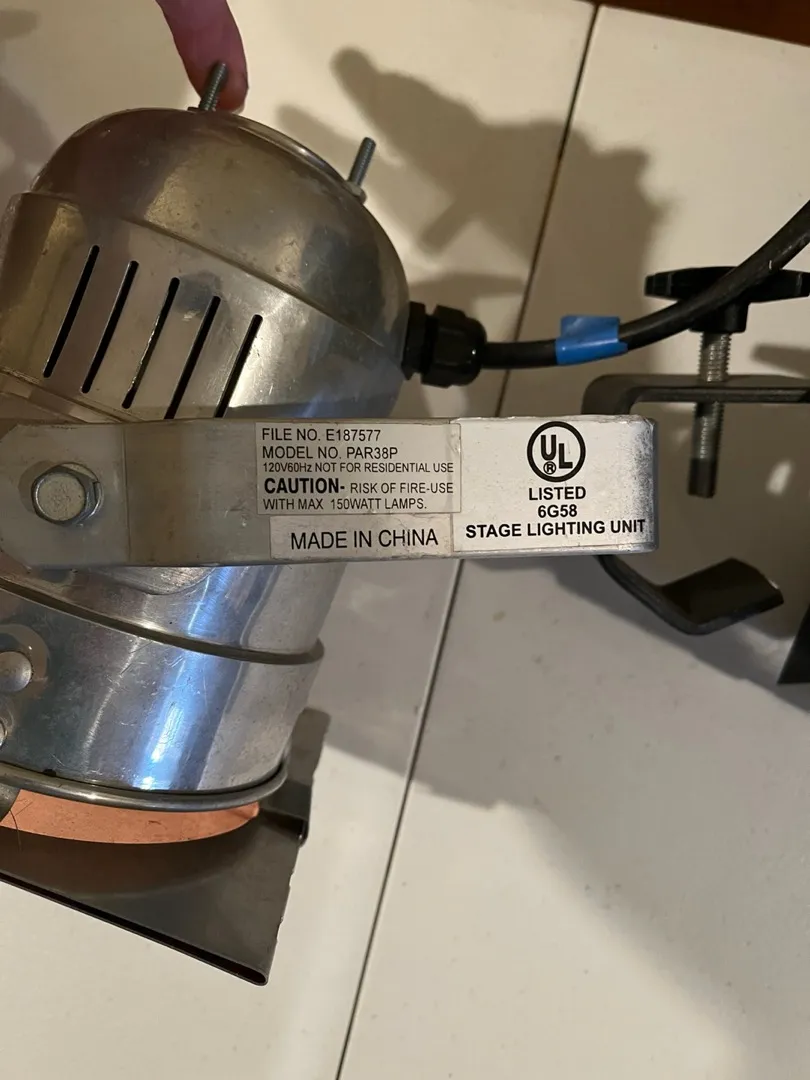 FILE NO. E187577
MODEL NO. PAR38P
120V60Hz NOT FOR RESIDENTIAL USE
CAUTION- RISK OF FIRE-USE
WITH MAX 150WATT LAMPS.
MADE IN CHINA
UL
®
LISTED
6G58
STAGE LIGHTING UNIT